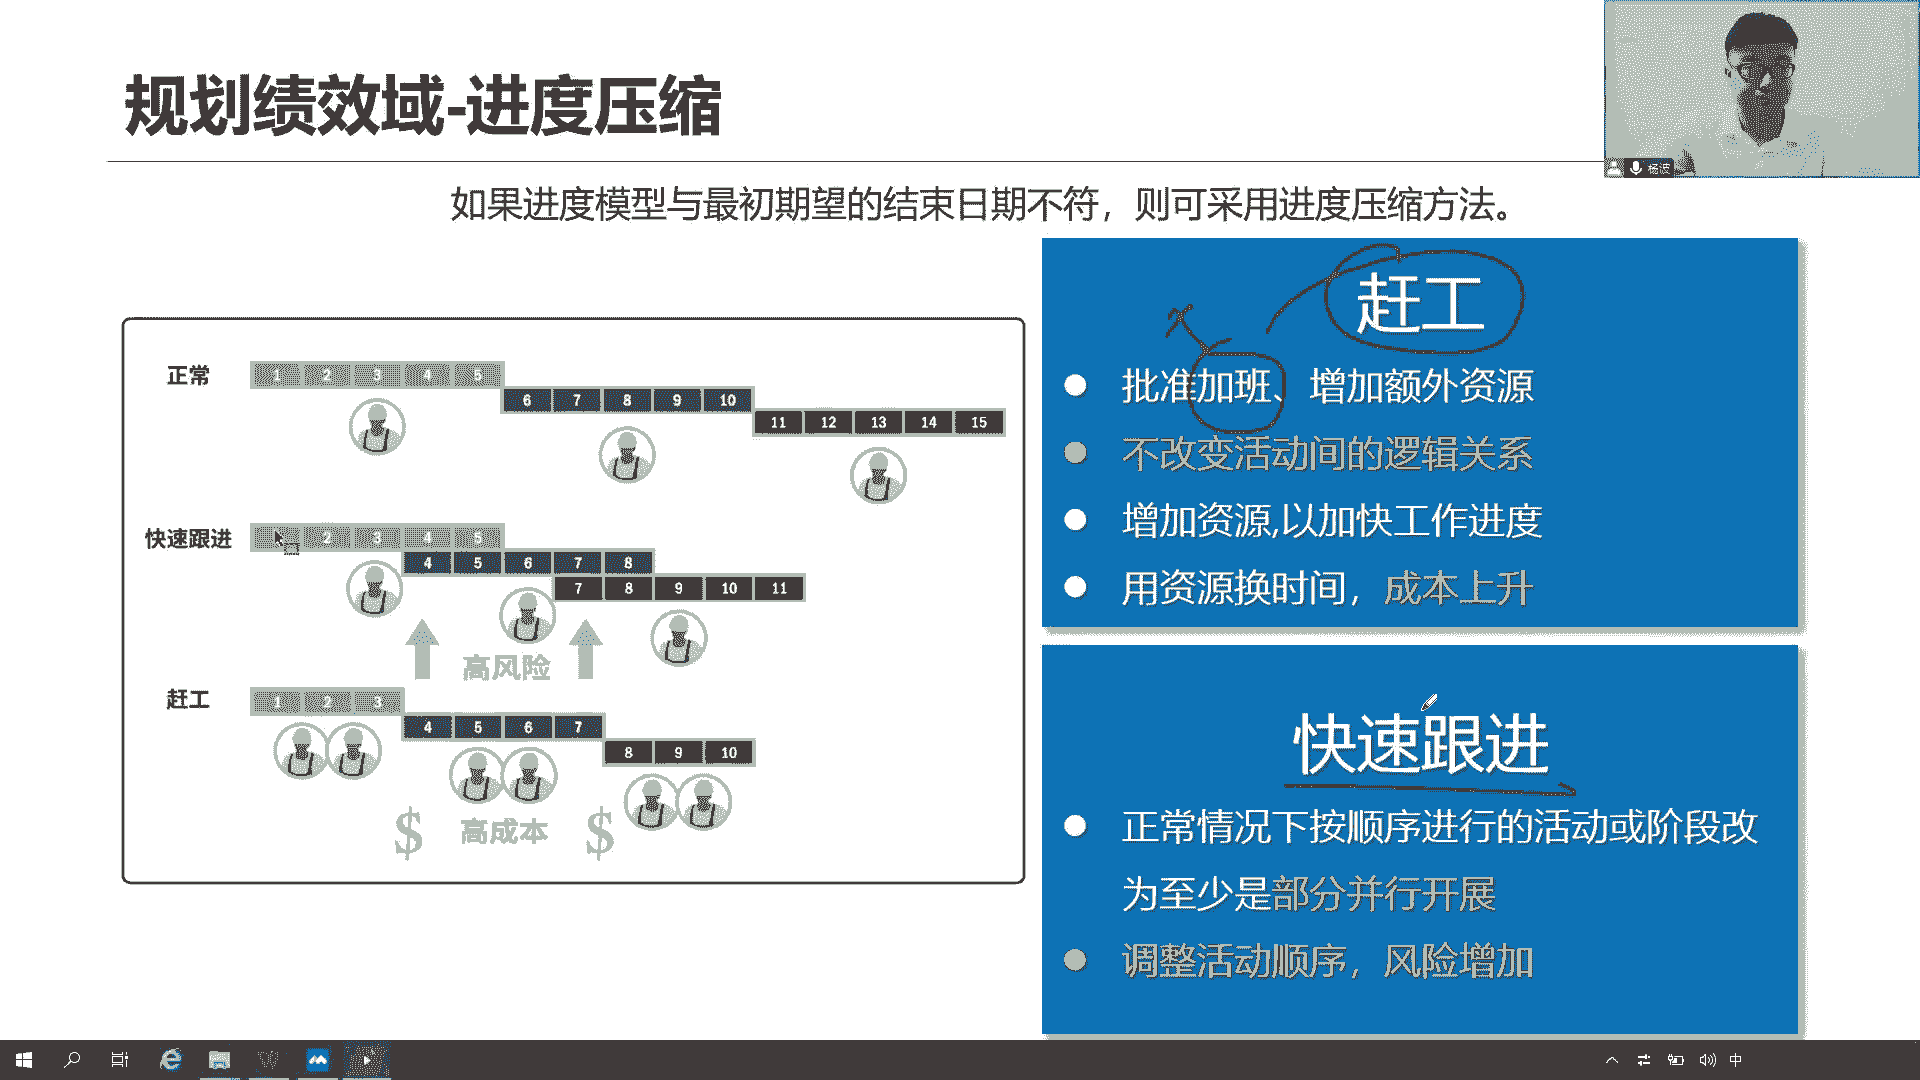 规划绩效域-进度压缩
杨波
如果进度模型与最初期望的结束日期不符，则可采用进度压缩方法。
正常
1 2 3 4 5
6 7 8 9 10
11 12 13 14 15
快速跟进
2 3 4 5
4 5 6 7 8
7 8 9 10 11
高风险
赶工
1 2 3
4 5 6 7
8 9 10
$ 高成本 $
赶工
批准加班、增加额外资源
不改变活动间的逻辑关系
增加资源,以加快工作进度
用资源换时间，成本上升
快速跟进
正常情况下按顺序进行的活动或阶段改
为至少是部分并行开展
调整活动顺序，风险增加
中